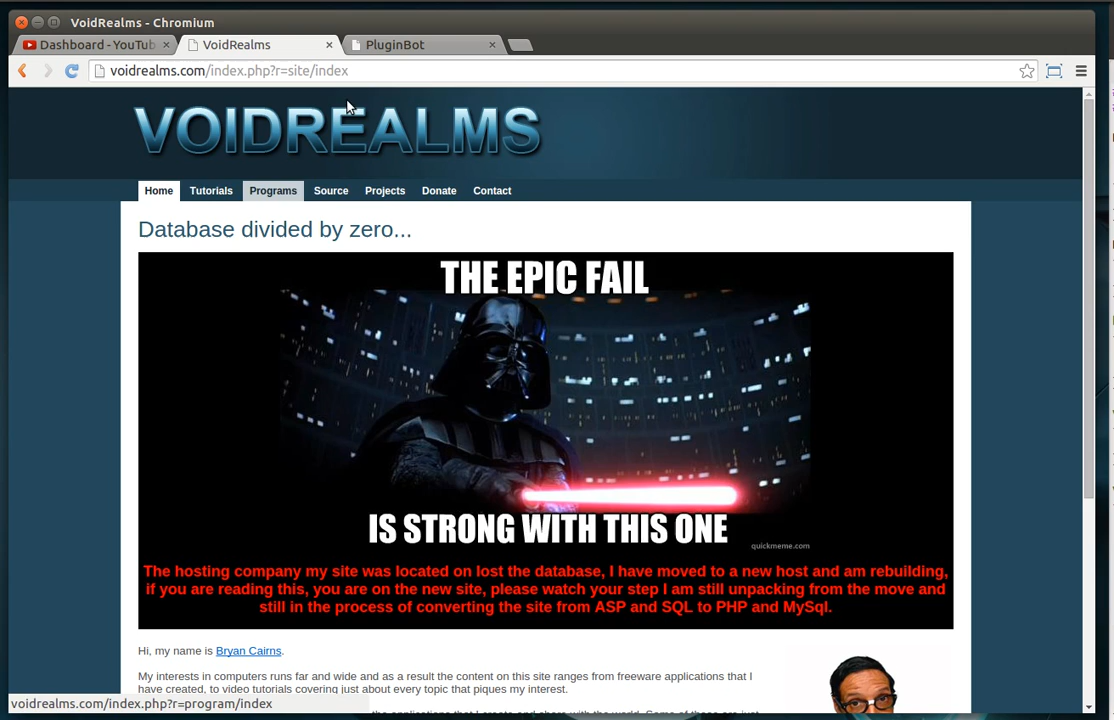 VoidRealms - Chromium
Dashboard - YouTub
VoidRealms
PluginBot
voidrealms.com/index.php?r=site/index
VOIDREALMS
Home Tutorials Programs Source Projects Donate Contact
Database divided by zero...
THE EPIC FAIL
IS STRONG WITH THIS ONE
quickmeme.com
The hosting company my site was located on lost the database, I have moved to a new host and am rebuilding,
if you are reading this, you are on the new site, please watch your step I am still unpacking from the move and
still in the process of converting the site from ASP and SQL to PHP and MySql.
Hi, my name is Bryan Cairns.
My interests in computers runs far and wide and as a result the content on this site ranges from freeware applications that I
have created, to video tutorials covering just about every topic that piques my interest.
voidrealms.com/index.php?r=program/index